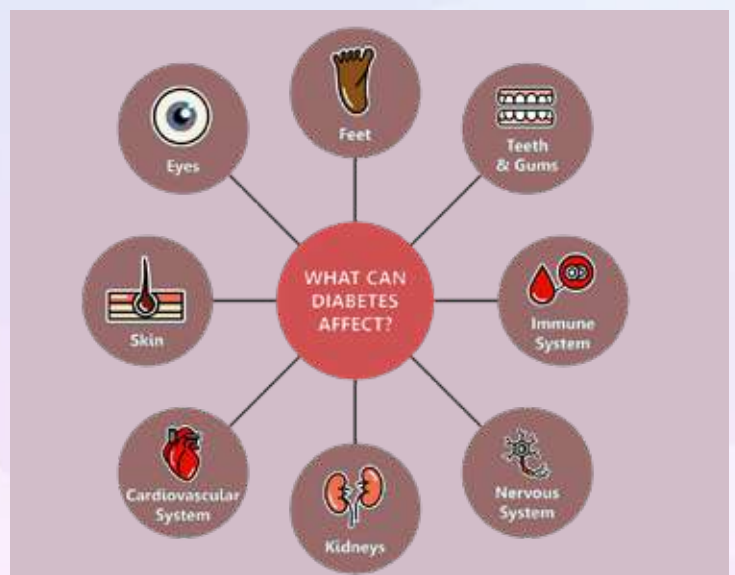 WHAT CAN
DIABETES
AFFECT?
Feet
Teeth
& Gums
Immune
System
Nervous
System
Kidneys
Cardiovascular
System
Skin
Eyes